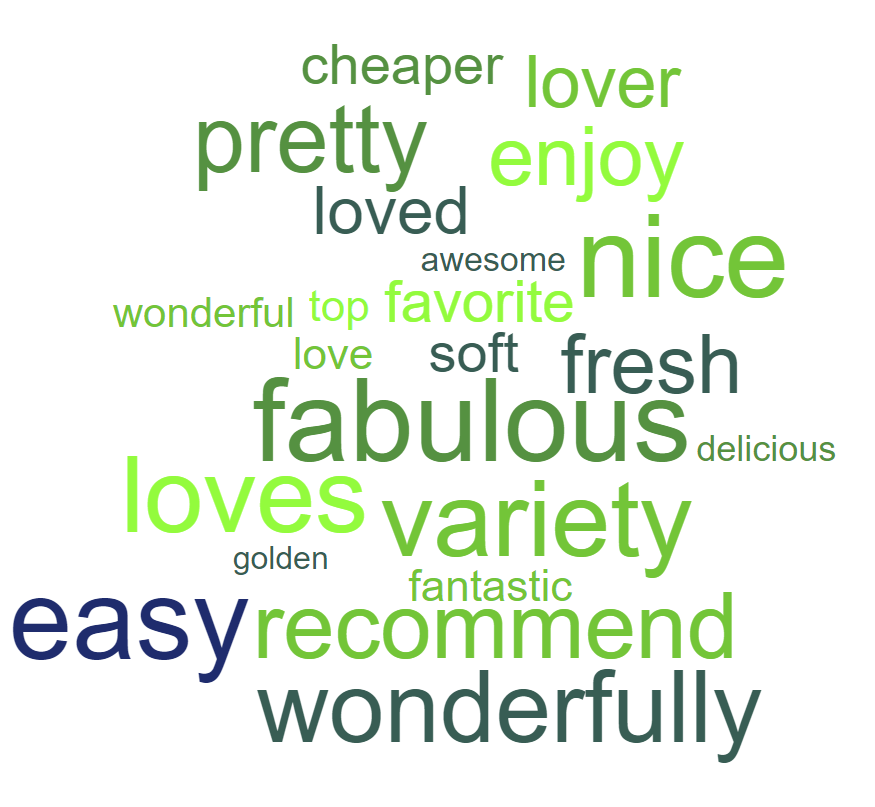 cheaper
lover
pretty
enjoy
loved
nice
awesome
wonderful
top
favorite
love
soft
fresh
fabulous
delicious
loves
variety
golden
fantastic
easy
recommend
wonderfully